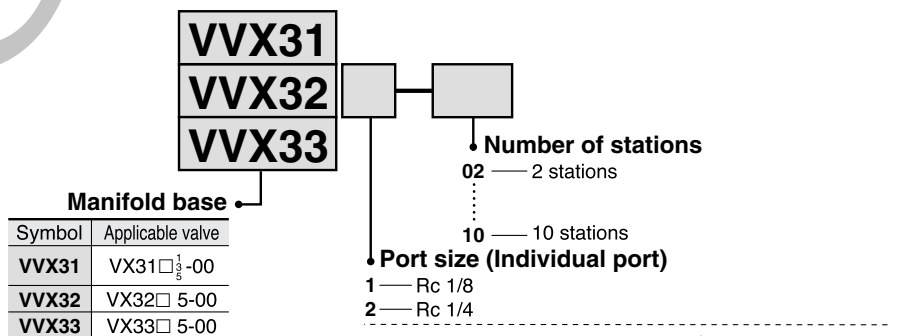 VVX31
VVX32
VVX33
Number of stations
02 — 2 stations
10 — 10 stations
Manifold base
Symbol Applicable valve
VVX31 VX31□ 1 3 5 -00
VVX32 VX32□ 5-00
VVX33 VX33□ 5-00
Port size (Individual port)
1 — Rc 1/8
2 — Rc 1/4